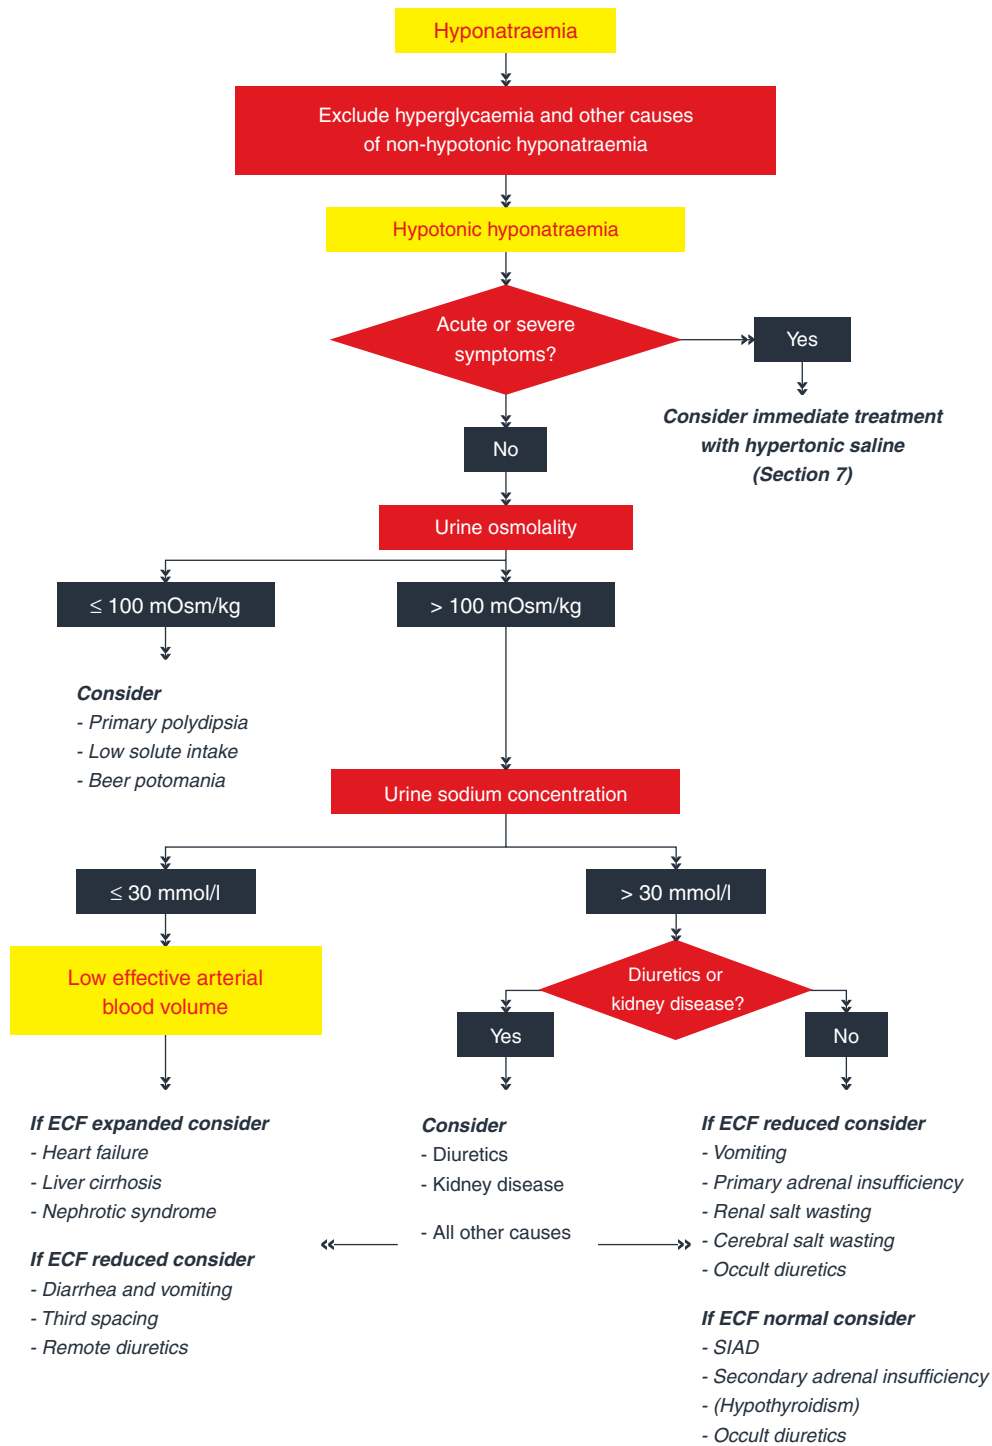 Hyponatraemia
Exclude hyperglycaemia and other causes
of non-hypotonic hyponatraemia
Hypotonic hyponatraemia
Acute or severe
symptoms?
Yes
Consider immediate treatment
with hypertonic saline
(Section 7)
No
Urine osmolality
≤ 100 mOsm/kg
> 100 mOsm/kg
Consider
- Primary polydipsia
- Low solute intake
- Beer potomania
Urine sodium concentration
≤ 30 mmol/l
> 30 mmol/l
Low effective arterial
blood volume
Diuretics or
kidney disease?
Yes
No
If ECF expanded consider
- Heart failure
- Liver cirrhosis
- Nephrotic syndrome
If ECF reduced consider
- Diarrhea and vomiting
- Third spacing
- Remote diuretics
Consider
- Diuretics
- Kidney disease
- All other causes
If ECF reduced consider
- Vomiting
- Primary adrenal insufficiency
- Renal salt wasting
- Cerebral salt wasting
- Occult diuretics
If ECF normal consider
- SIAD
- Secondary adrenal insufficiency
- (Hypothyroidism)
- Occult diuretics